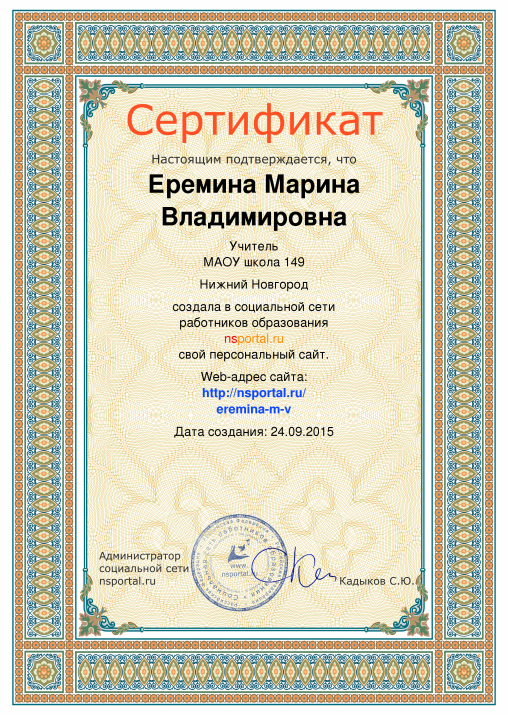 Сертификат
Настоящим подтверждается, что
Еремина Марина
Владимировна
Учитель
МАОУ школа 149
Нижний Новгород
создала в социальной сети
работников образования
nsportal.ru
свой персональный сайт.
Web-адрес сайта:
http://nsportal.ru/
eremina-m-v
Дата создания: 24.09.2015
www.
nsportal.
Администратор
социальной сети
nsportal.ru
Кадыков С.Ю.